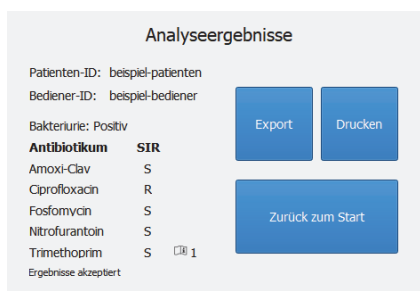 Analyseergebnisse
Patienten-ID: beispiel-patienten
Bediener-ID: beispiel-bediener
Bakteriurie: Positiv
Antibiotikum SIR
Amoxi-Clav S
Ciprofloxacin R
Fosfomycin S
Nitrofurantoin S
Trimethoprim S 1
Ergebnisse akzeptiert
Export
Drucken
Zurück zum Start